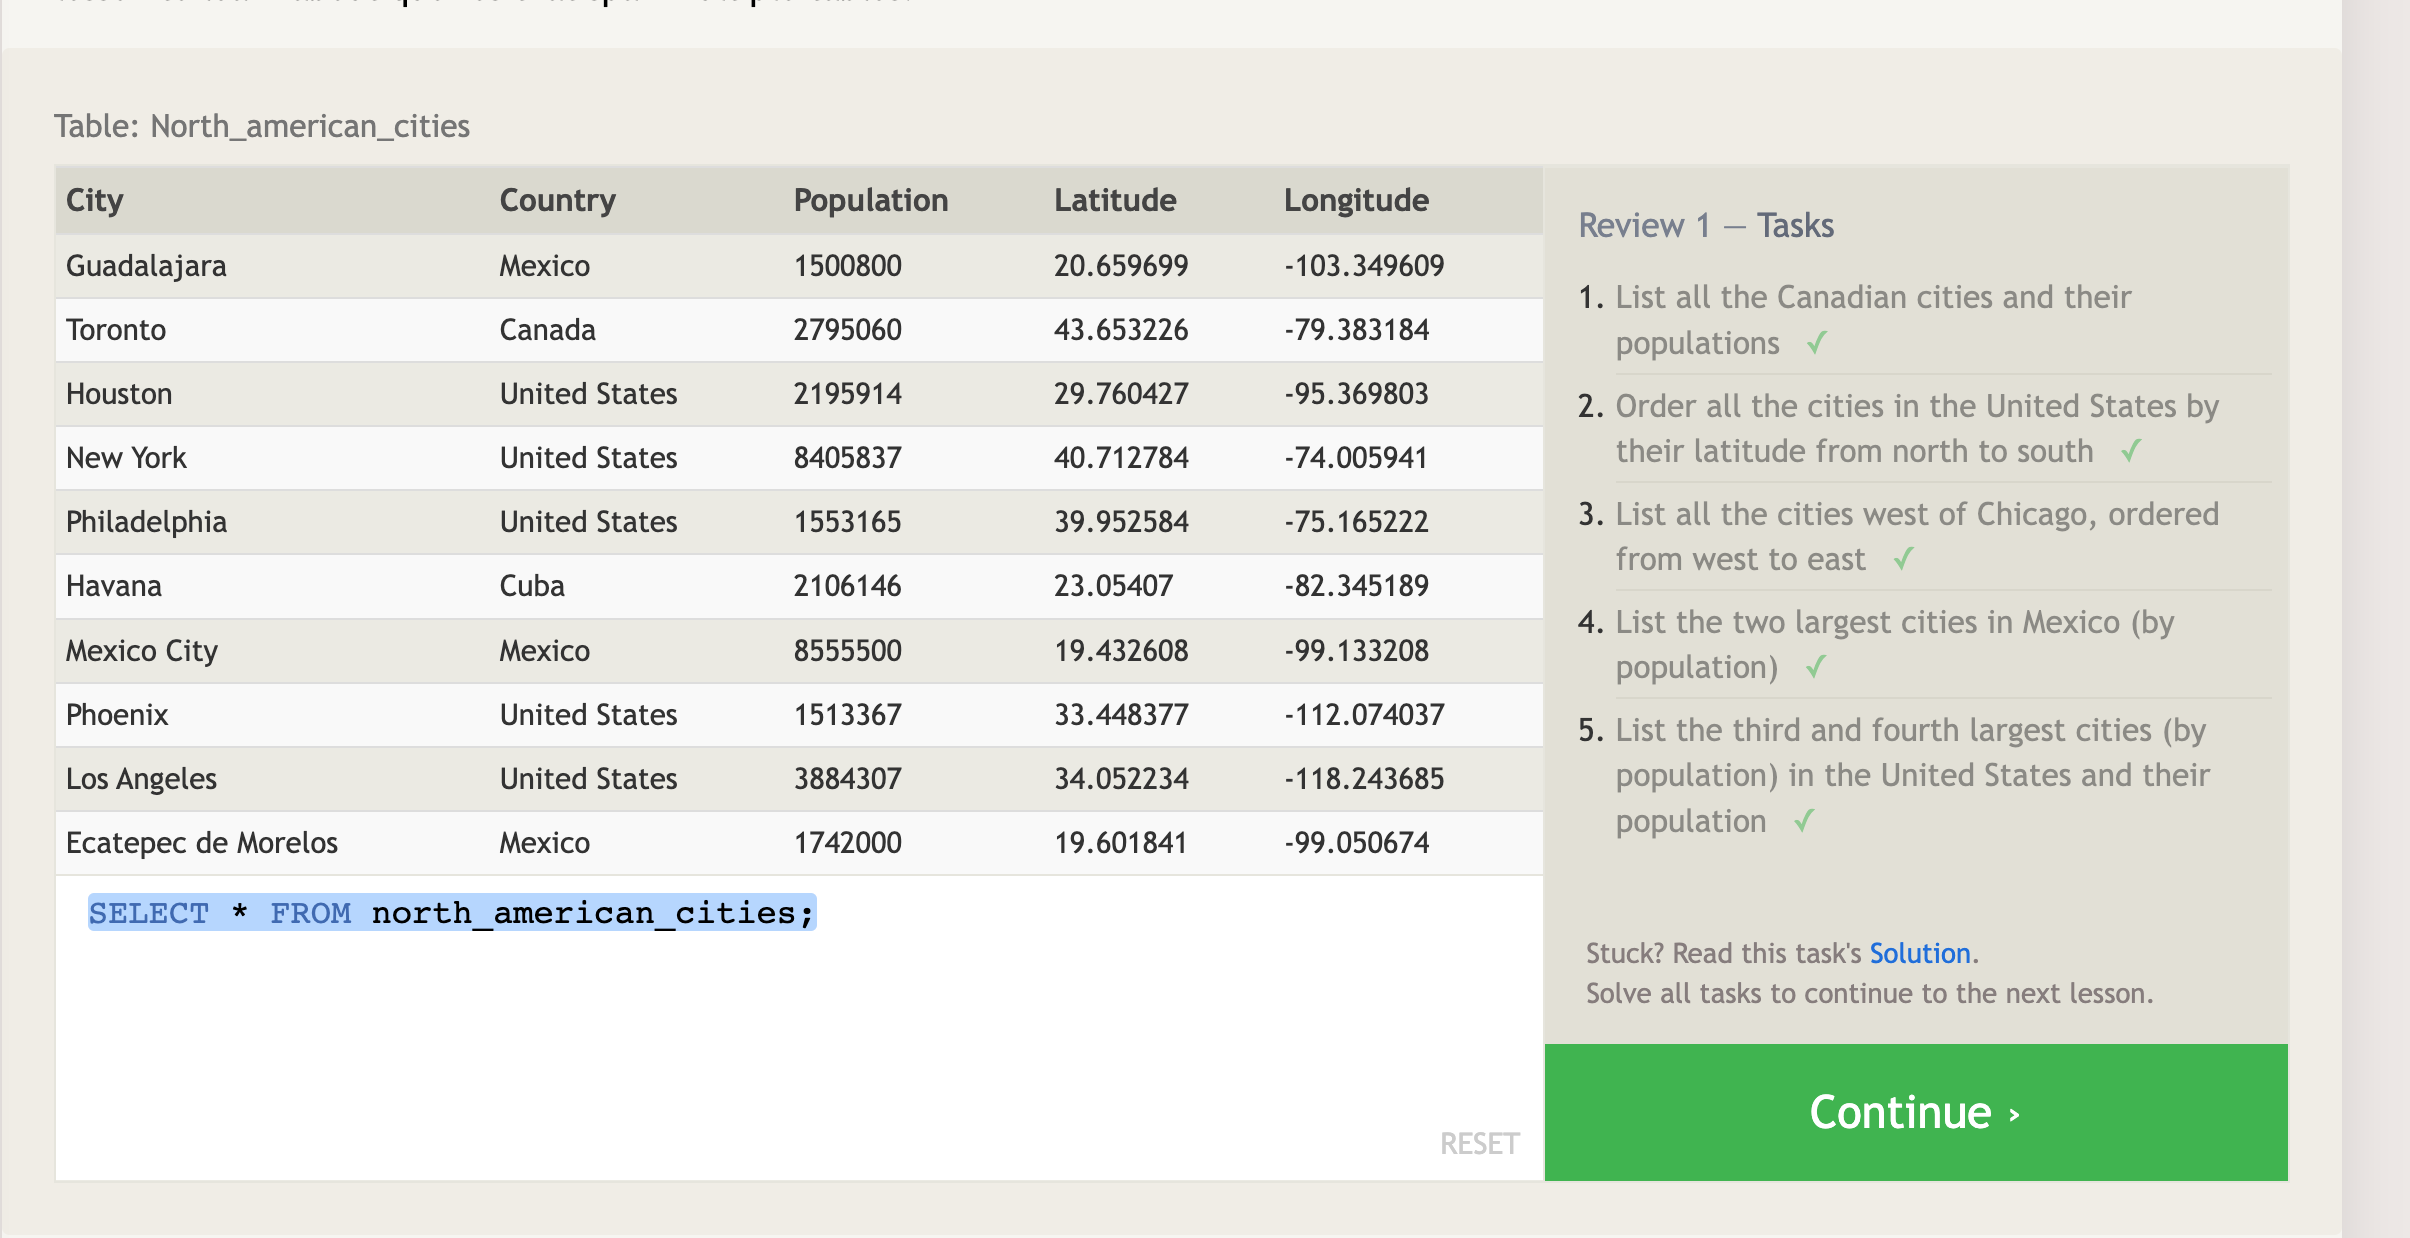 Table: North_american_cities
City Country Population Latitude Longitude
Guadalajara Mexico 1500800 20.659699 -103.349609
Toronto Canada 2795060 43.653226 -79.383184
Houston United States 2195914 29.760427 -95.369803
New York United States 8405837 40.712784 -74.005941
Philadelphia United States 1553165 39.952584 -75.165222
Havana Cuba 2106146 23.05407 -82.345189
Mexico City Mexico 8555500 19.432608 -99.133208
Phoenix United States 1513367 33.448377 -112.074037
Los Angeles United States 3884307 34.052234 -118.243685
Ecatepec de Morelos Mexico 1742000 19.601841 -99.050674
SELECT * FROM north_american_cities;
RESET
Review 1 — Tasks
1. List all the Canadian cities and their
populations ✓
2. Order all the cities in the United States by
their latitude from north to south ✓
3. List all the cities west of Chicago, ordered
from west to east ✓
4. List the two largest cities in Mexico (by
population) ✓
5. List the third and fourth largest cities (by
population) in the United States and their
population ✓
Stuck? Read this task's Solution.
Solve all tasks to continue to the next lesson.
Continue ›